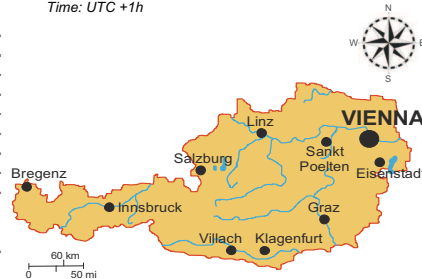 Time: UTC +1h
N
W
E
S
Linz
VIENNA
Sankt
Poelten
Salzburg
Eisenstadt
Bregenz
Innsbruck
Graz
Villach
Klagenfurt
60 km
0
50 mi